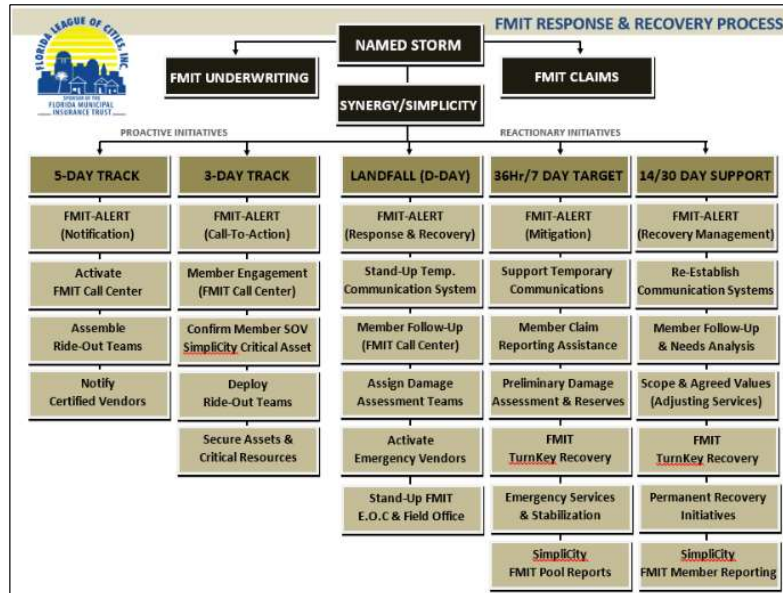 FLORIDA LEAGUE OF CITIES, INC.
SPONSOR OF THE
FLORIDA MUNICIPAL
INSURANCE TRUST
FMIT RESPONSE & RECOVERY PROCESS
NAMED STORM
FMIT UNDERWRITING
FMIT CLAIMS
SYNERGY/SIMPLICITY
PROACTIVE INITIATIVES
REACTIONARY INITIATIVES
5-DAY TRACK
FMIT-ALERT
(Notification)
Activate
FMIT Call Center
Assemble
Ride-Out Teams
Notify
Certified Vendors
3-DAY TRACK
FMIT-ALERT
(Call-To-Action)
Member Engagement
(FMIT Call Center)
Confirm Member SOV
SimpliCity Critical Asset
Deploy
Ride-Out Teams
Secure Assets &
Critical Resources
LANDFALL (D-DAY)
FMIT-ALERT
(Response & Recovery)
Stand-Up Temp.
Communication System
Member Follow-Up
(FMIT Call Center)
Assign Damage
Assessment Teams
Activate
Emergency Vendors
Stand-Up FMIT
E.O.C & Field Office
36Hr/7 DAY TARGET
FMIT-ALERT
(Mitigation)
Support Temporary
Communications
Member Claim
Reporting Assistance
Preliminary Damage
Assessment & Reserves
FMIT
TurnKey Recovery
Emergency Services
& Stabilization
SimpliCity
FMIT Pool Reports
14/30 DAY SUPPORT
FMIT-ALERT
(Recovery Management)
Re-Establish
Communication Systems
Member Follow-Up
& Needs Analysis
Scope & Agreed Values
(Adjusting Services)
FMIT
TurnKey Recovery
Permanent Recovery
Initiatives
SimpliCity
FMIT Member Reporting